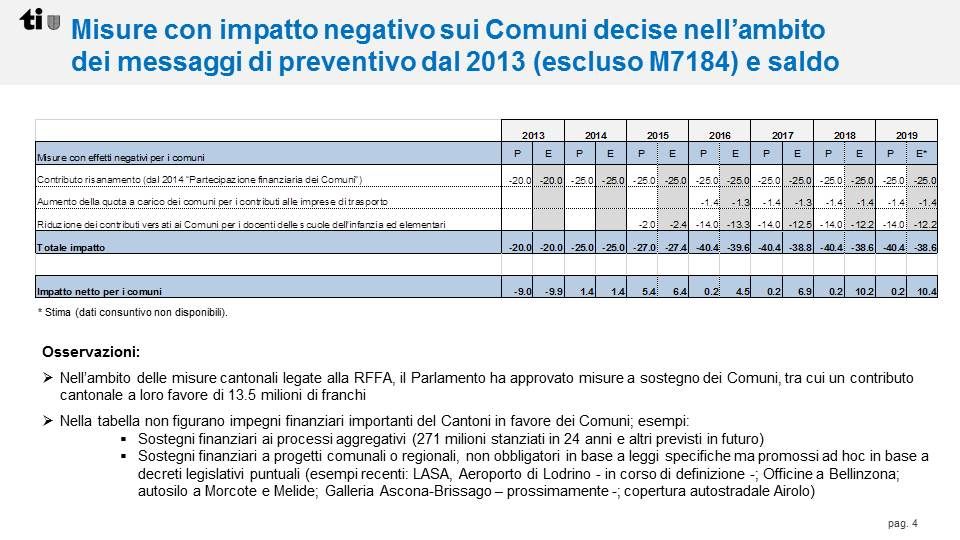 ti
Misure con impatto negativo sui Comuni decise nell’ambito
dei messaggi di preventivo dal 2013 (escluso M7184) e saldo
2013 2014 2015 2016 2017 2018 2019
Misure con effetti negativi per i comuni P E P E P E P E P E P E P E*
Contributo risanamento (dal 2014 “Partecipazione finanziaria dei Comuni”) -20.0 -20.0 -25.0 -25.0 -25.0 -25.0 -25.0 -25.0 -25.0 -25.0 -25.0 -25.0 -25.0 -25.0
Aumento della quota a carico dei comuni per i contributi alle imprese di trasporto -1.4 -1.3 -1.4 -1.3 -1.4 -1.4 -1.4 -1.4
Riduzione dei contributi versati ai Comuni per i docenti delle scuole dell'infanzia ed elementari -2.0 -2.4 -14.0 -13.3 -14.0 -12.5 -14.0 -12.2 -14.0 -12.2
Totale impatto -20.0 -20.0 -25.0 -25.0 -27.0 -27.4 -40.4 -39.6 -40.4 -38.8 -40.4 -38.6 -40.4 -38.6
Impatto netto per i comuni -9.0 -9.9 1.4 1.4 5.4 6.4 0.2 4.5 0.2 6.9 0.2 10.2 0.2 10.4
* Stima (dati consuntivo non disponibili).
Osservazioni:
➢ Nell’ambito delle misure cantonali legate alla RFFA, il Parlamento ha approvato misure a sostegno dei Comuni, tra cui un contributo
cantonale a loro favore di 13.5 milioni di franchi
➢ Nella tabella non figurano impegni finanziari importanti del Cantoni in favore dei Comuni; esempi:
▪ Sostegni finanziari ai processi aggregativi (271 milioni stanziati in 24 anni e altri previsti in futuro)
▪ Sostegni finanziari a progetti comunali o regionali, non obbligatori in base a leggi specifiche ma promossi ad hoc in base a
decreti legislativi puntuali (esempi recenti: LASA, Aeroporto di Lodrino - in corso di definizione -; Officine a Bellinzona;
autosilo a Morcote e Melide; Galleria Ascona-Brissago – prossimamente -; copertura autostradale Airolo)
pag. 4